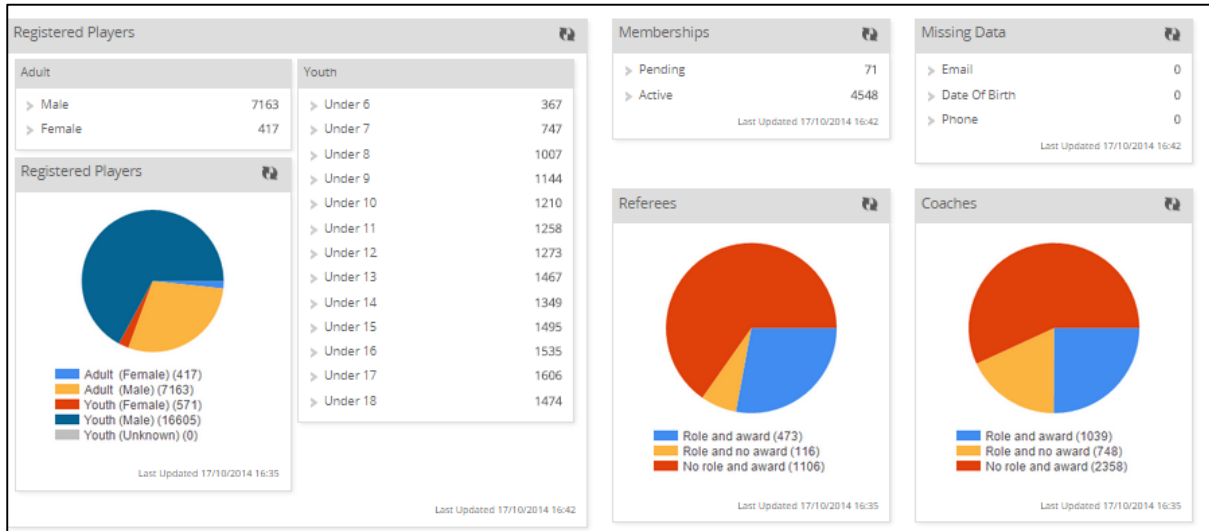 Registered Players
Adult
Male 7163
Female 417
Registered Players
Adult (Female) (417)
Adult (Male) (7163)
Youth (Female) (571)
Youth (Male) (16605)
Youth (Unknown) (0)
Last Updated 17/10/2014 16:35
Youth
Under 6 367
Under 7 747
Under 8 1007
Under 9 1144
Under 10 1210
Under 11 1258
Under 12 1273
Under 13 1467
Under 14 1349
Under 15 1495
Under 16 1535
Under 17 1606
Under 18 1474
Last Updated 17/10/2014 16:42
Memberships
Pending 71
Active 4548
Last Updated 17/10/2014 16:42
Missing Data
Email 0
Date Of Birth 0
Phone 0
Last Updated 17/10/2014 16:42
Referees
Role and award (473)
Role and no award (116)
No role and award (1106)
Last Updated 17/10/2014 16:35
Coaches
Role and award (1039)
Role and no award (748)
No role and award (2358)
Last Updated 17/10/2014 16:35